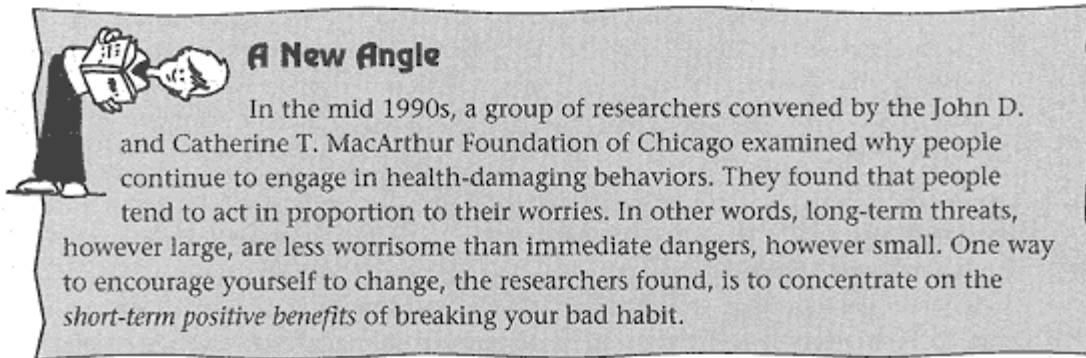 A New Angle
In the mid 1990s, a group of researchers convened by the John D.
and Catherine T. MacArthur Foundation of Chicago examined why people
continue to engage in health-damaging behaviors. They found that people
tend to act in proportion to their worries. In other words, long-term threats,
however large, are less worrisome than immediate dangers, however small. One way
to encourage yourself to change, the researchers found, is to concentrate on the
short-term positive benefits of breaking your bad habit.